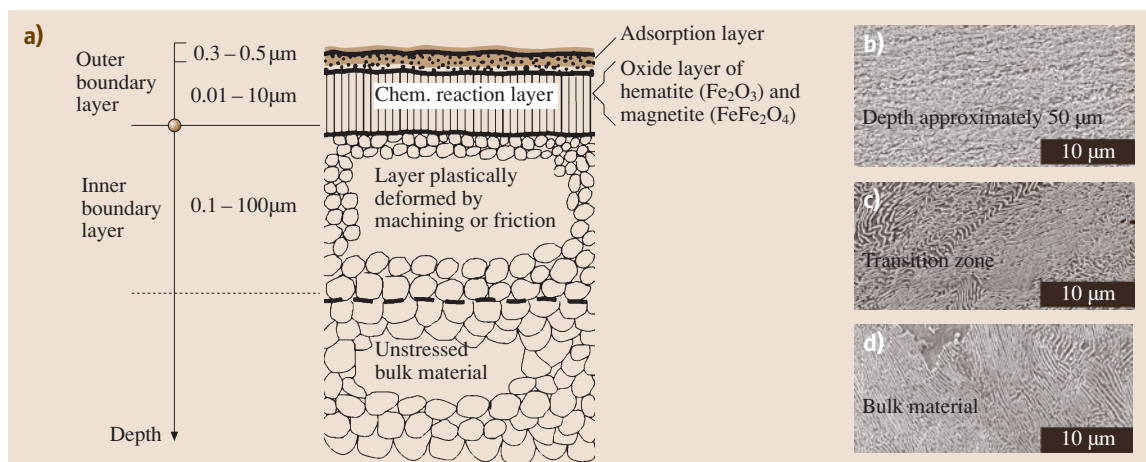 a)
Outer
boundary
layer
0.3 – 0.5 µm
0.01 – 10µm
Inner
boundary
layer
0.1 – 100µm
Depth
Chem. reaction layer
Layer plastically
deformed by
machining or friction
Unstressed
bulk material
Adsorption layer
Oxide layer of
hematite (Fe₂O₃) and
magnetite (FeFe₂O₄)
b)
Depth approximately 50 µm
10 µm
c)
Transition zone
10 µm
d)
Bulk material
10 µm